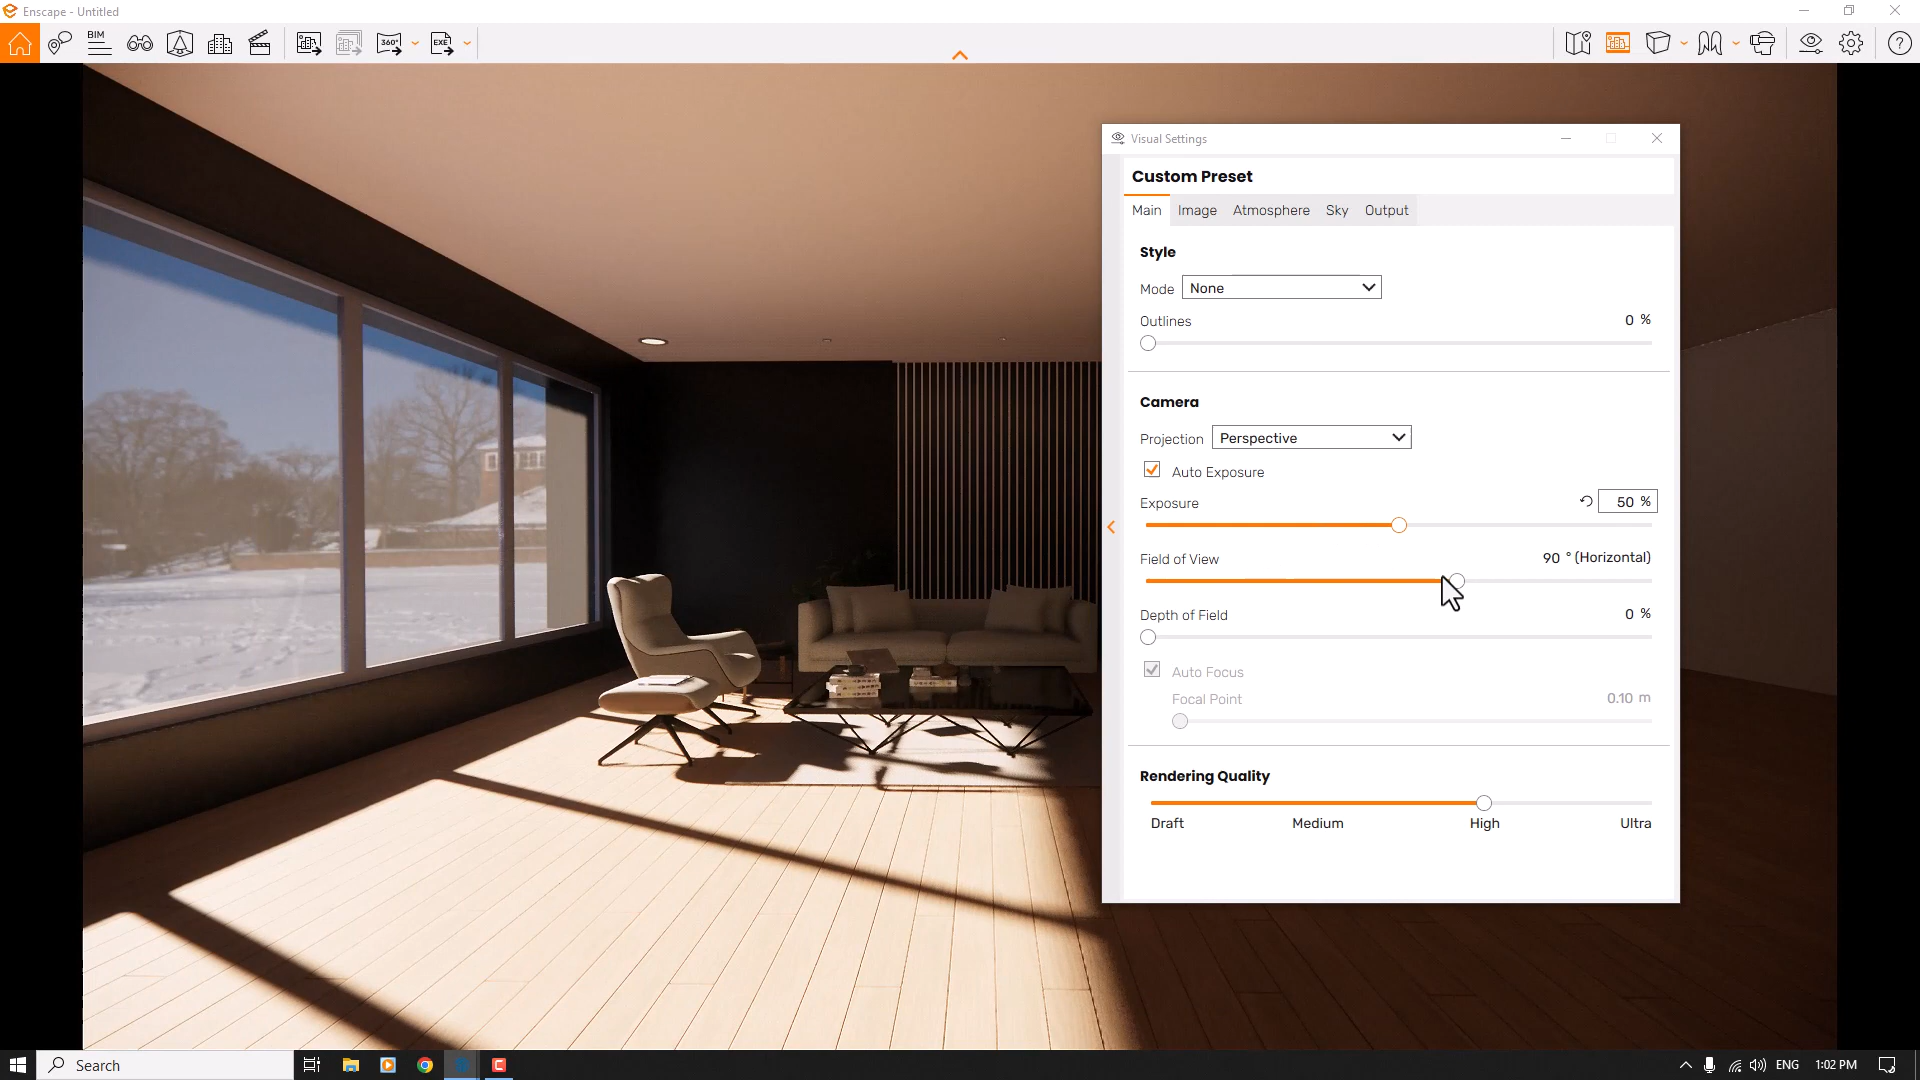 Enscape - Untitled
BIM
360°
EXE
?
Visual Settings
Custom Preset
Main Image Atmosphere Sky Output
Style
Mode None
Outlines 0 %
Camera
Projection Perspective
Auto Exposure
Exposure 50 %
Field of View 90 ° (Horizontal)
Depth of Field 0 %
Auto Focus
Focal Point 0.10 m
Rendering Quality
Draft Medium High Ultra
Search
ENG 1:02 PM